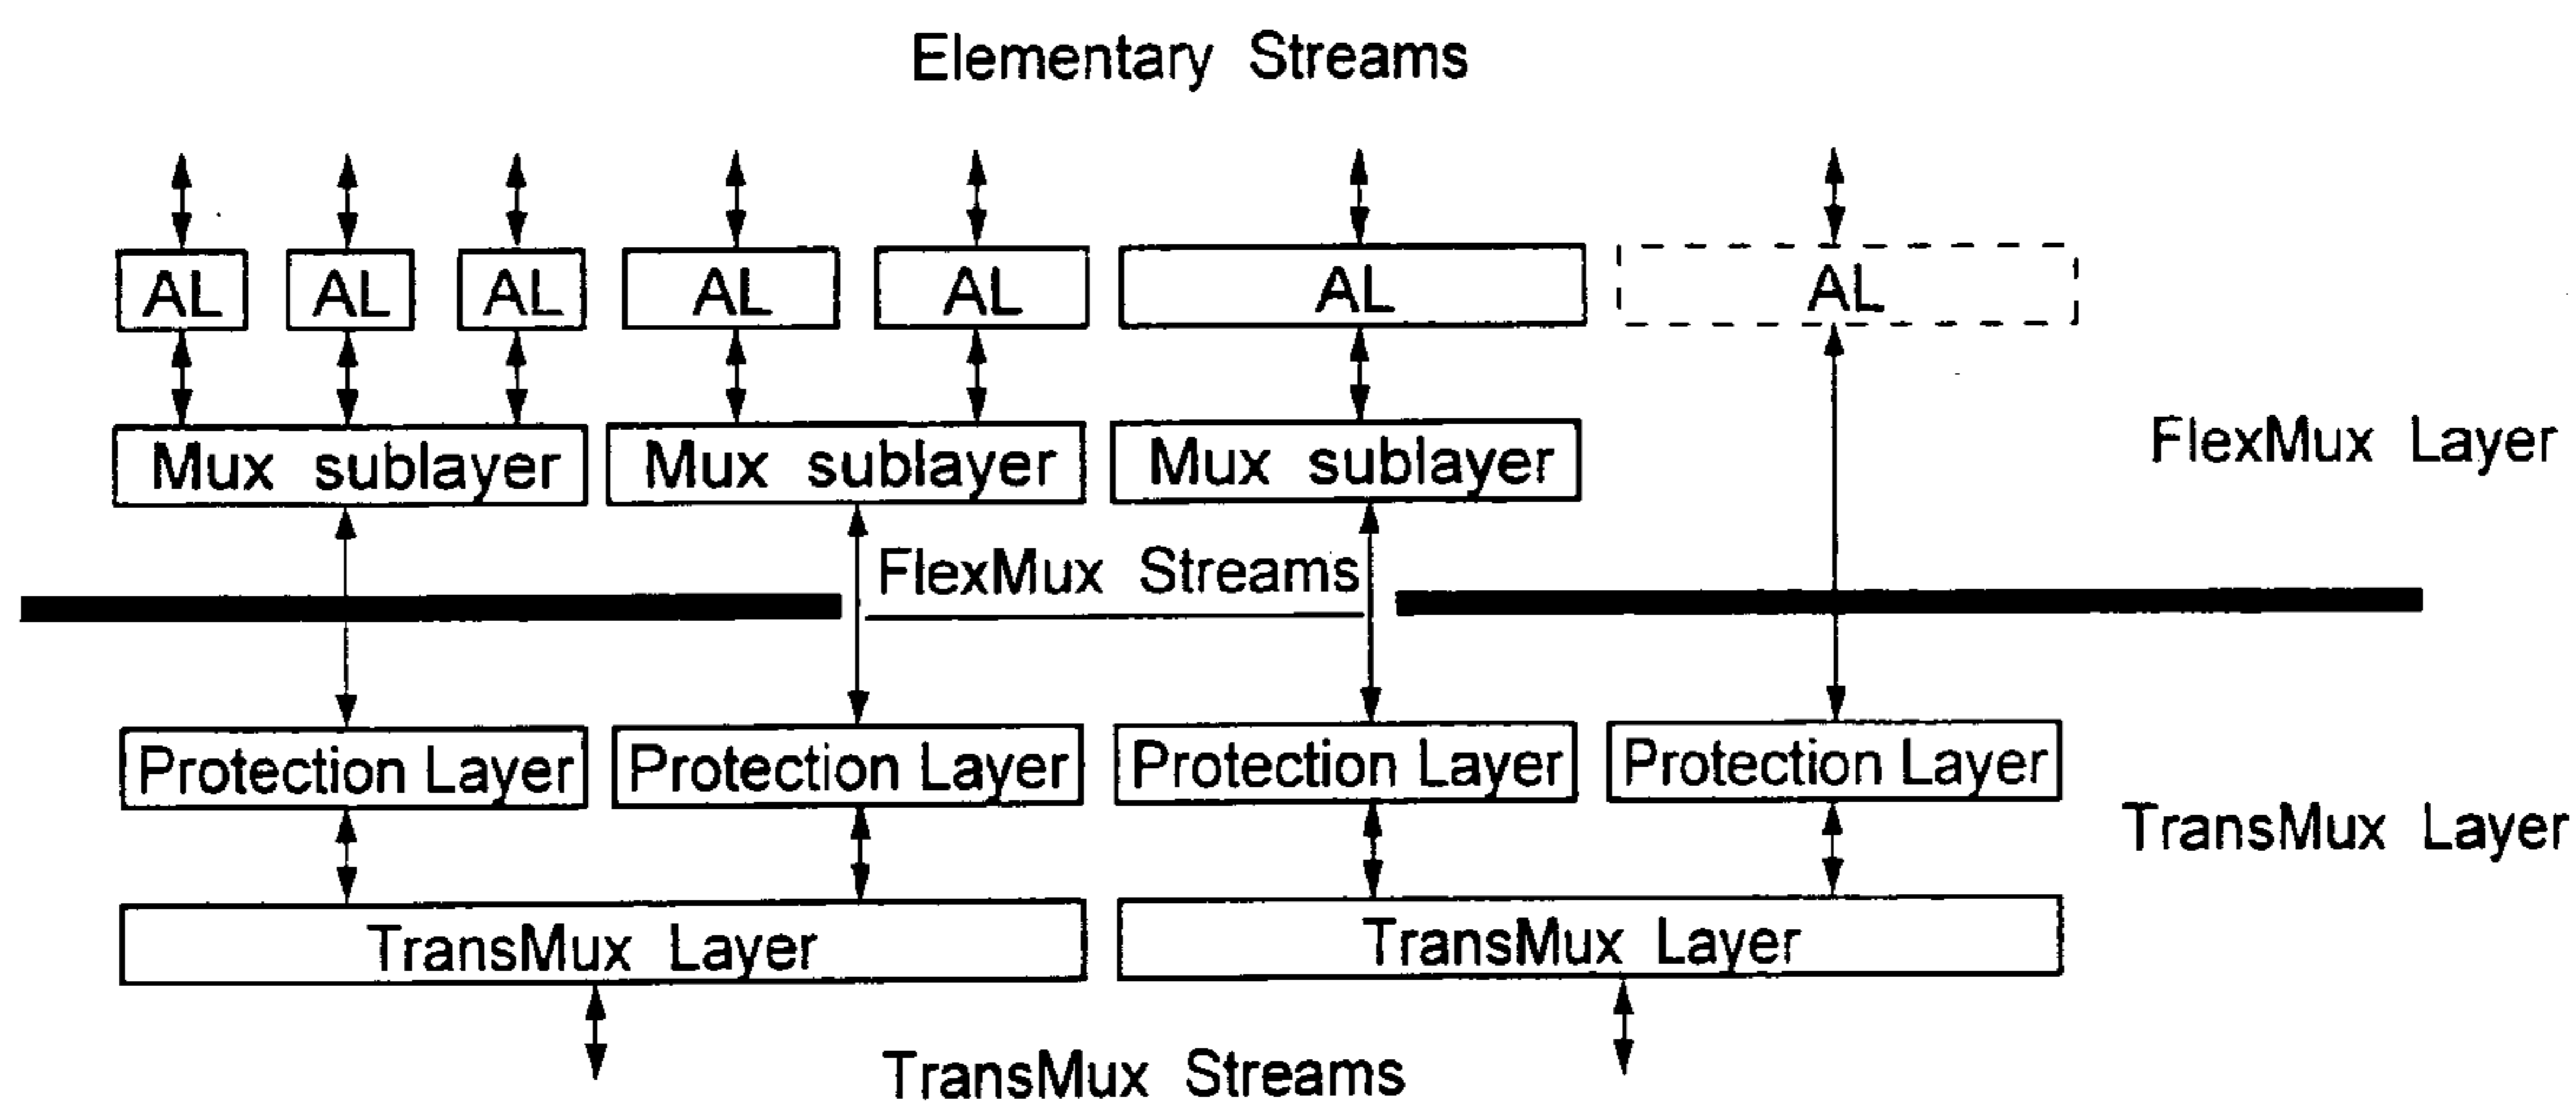 Elementary Streams
AL AL AL AL AL AL AL
Mux sublayer Mux sublayer Mux sublayer FlexMux Layer
FlexMux Streams
Protection Layer Protection Layer Protection Layer Protection Layer
TransMux Layer
TransMux Layer TransMux Layer
TransMux Streams